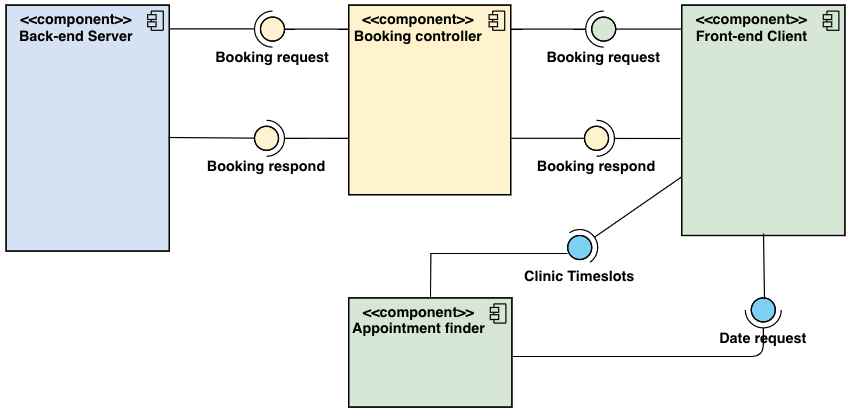 <<component>>
Back-end Server
<<component>>
Booking controller
<<component>>
Front-end Client
Booking request
Booking request
Booking respond
Booking respond
Clinic Timeslots
<<component>>
Appointment finder
Date request